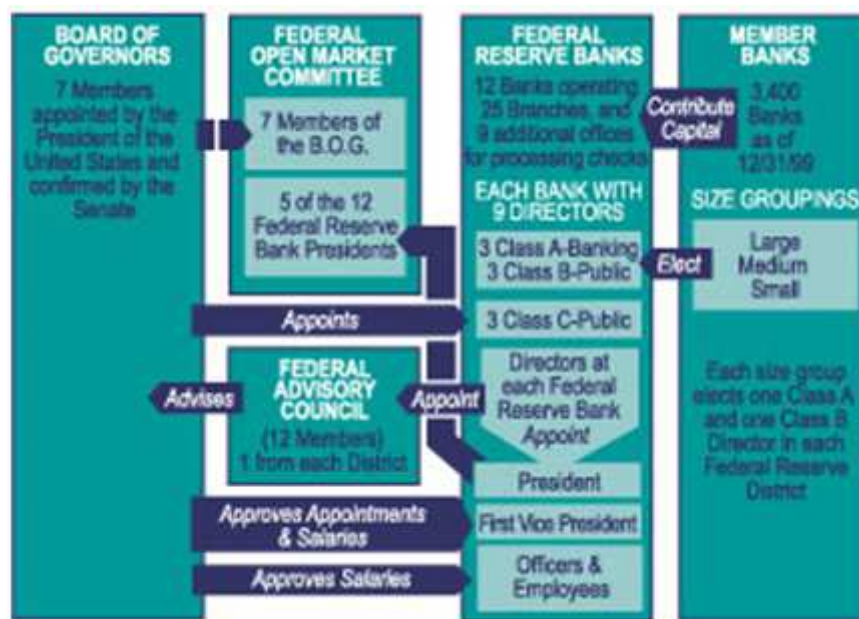 BOARD OF
GOVERNORS
7 Members
appointed by the
President of the
United States and
confirmed by the
Senate
FEDERAL
OPEN MARKET
COMMITTEE
7 Members of
the B.O.G.
5 of the 12
Federal Reserve
Bank Presidents
FEDERAL
RESERVE BANKS
12 Banks operating
25 Branches, and
9 additional offices
for processing checks
EACH BANK WITH
9 DIRECTORS
3 Class A-Banking
3 Class B-Public
3 Class C-Public
Directors at
each Federal
Reserve Bank
Appoint
President
First Vice President
Officers &
Employees
MEMBER
BANKS
3,400
Banks
as of
12/31/99
SIZE GROUPINGS
Large
Medium
Small
Each size group
elects one Class A
and one Class B
Director in each
Federal Reserve
District
Contribute
Capital
Elect
Appoints
FEDERAL
ADVISORY
COUNCIL
(12 Members)
1 from each District
Advises
Appoint
Approves Appointments
& Salaries
Approves Salaries